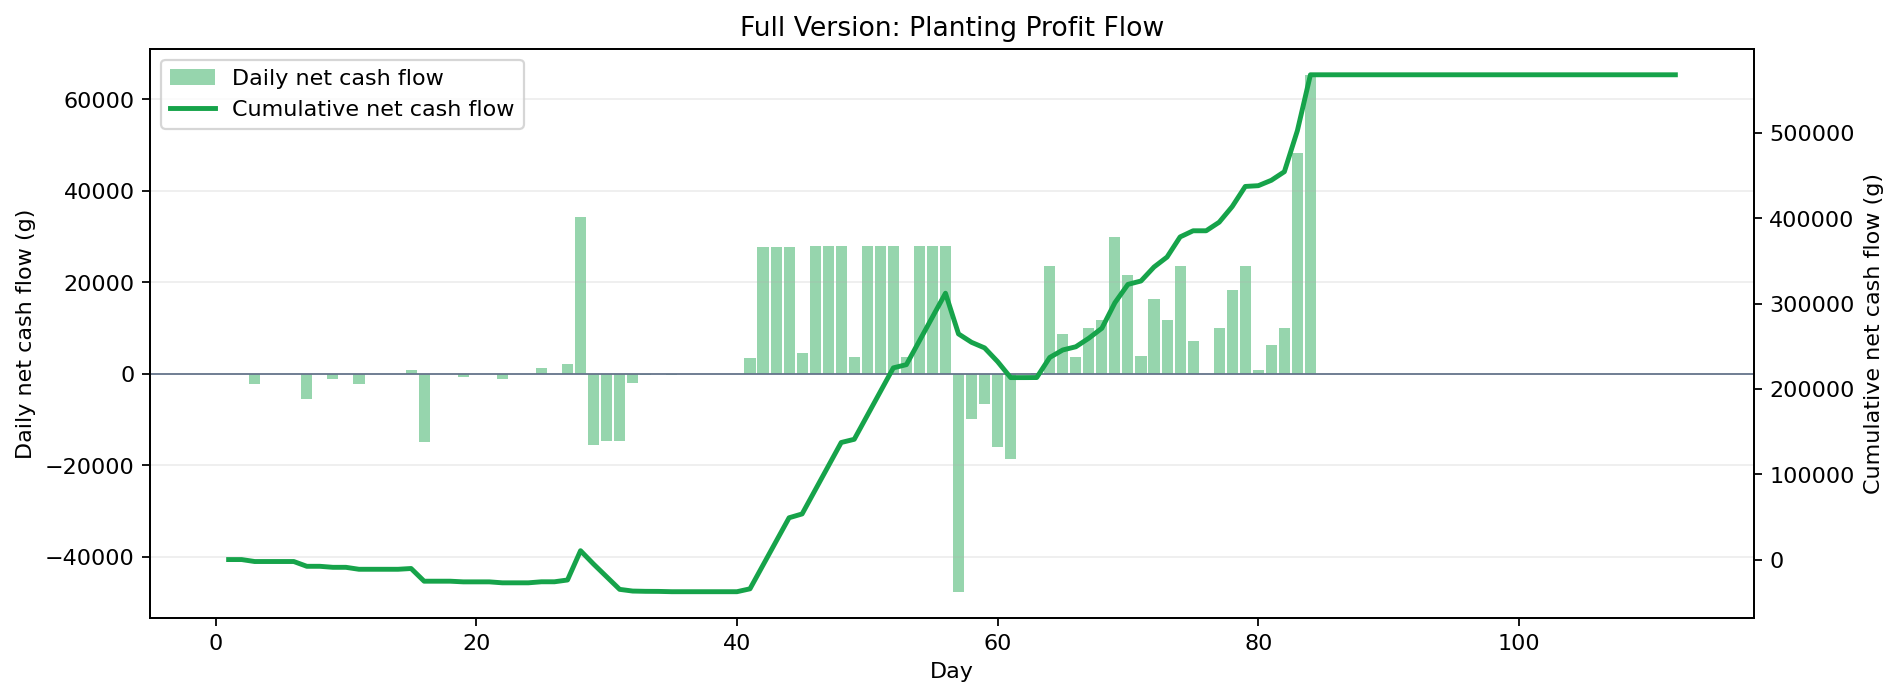 Full Version: Planting Profit Flow
Daily net cash flow
Cumulative net cash flow
Daily net cash flow (g)
60000
40000
20000
0
−20000
−40000
500000
400000
300000
200000
100000
0
Cumulative net cash flow (g)
0 20 40 60 80 100
Day